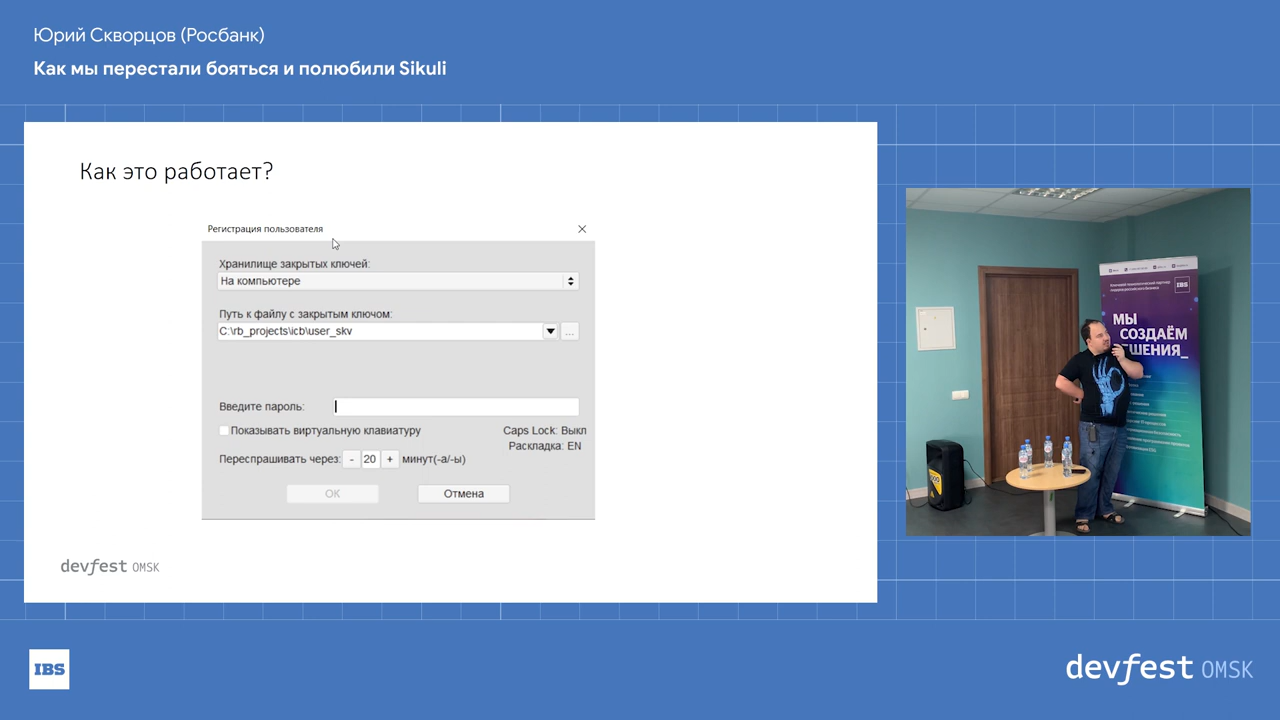 Юрий Скворцов (Росбанк)
Как мы перестали бояться и полюбили Sikuli
Как это работает?
Регистрация пользователя
Хранилище закрытых ключей:
На компьютере
Путь к файлу с закрытым ключом:
C:\rb_projects\icb\user_skv
...
Введите пароль:
Показывать виртуальную клавиатуру
Caps Lock: Выкл
Раскладка: EN
Переспрашивать через: - 20 + минут(-а/-ы)
ОК
Отмена
devfest OMSK
IBS
МЫ
СОЗДАЁМ
ЕШЕНИЯ_
IBS
devfest OMSK